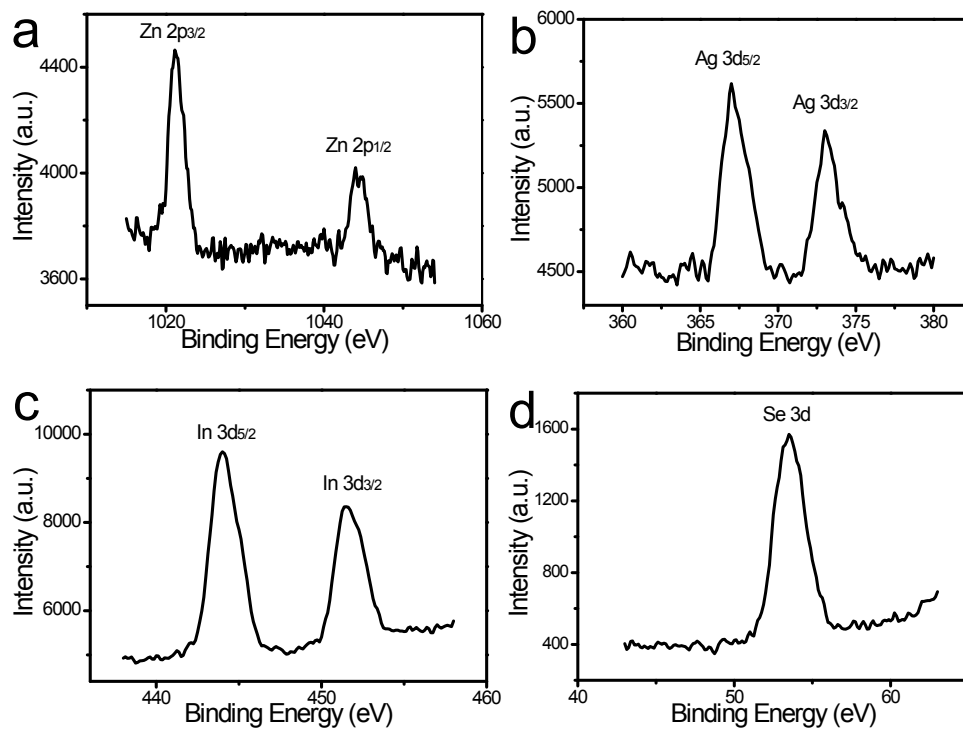 a
Zn 2p3/2
Zn 2p1/2
4400
4000
3600
Intensity (a.u.)
1020
1040
1060
Binding Energy (eV)
b
Ag 3d5/2
Ag 3d3/2
6000
5500
5000
4500
Intensity (a.u.)
360
365
370
375
380
Binding Energy (eV)
c
In 3d5/2
In 3d3/2
10000
8000
6000
Intensity (a.u.)
440
450
460
Binding Energy (eV)
d
Se 3d
1600
1200
800
400
Intensity (a.u.)
40
50
60
Binding Energy (eV)